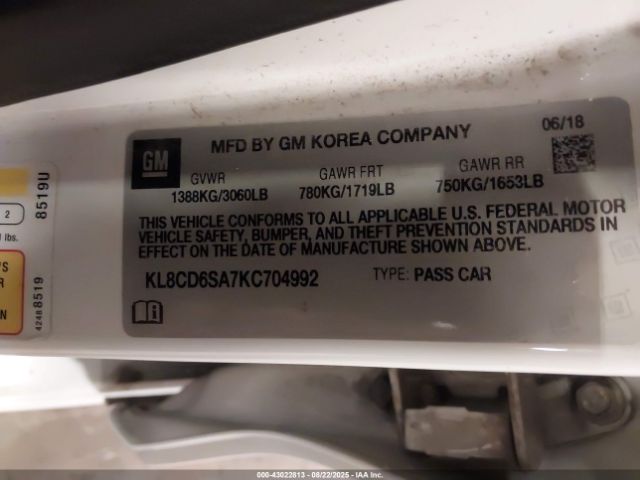 MFD BY GM KOREA COMPANY
06/18
GM
GVWR
GAWR FRT
GAWR RR
1388KG/3060LB
780KG/1719LB
750KG/1653LB
THIS VEHICLE CONFORMS TO ALL APPLICABLE U.S. FEDERAL MOTOR
VEHICLE SAFETY, BUMPER, AND THEFT PREVENTION STANDARDS IN
EFFECT ON THE DATE OF MANUFACTURE SHOWN ABOVE.
KL8CD6SA7KC704992
TYPE: PASS CAR
8519U
2
lbs.
42488519
000-43022813 - 08/22/2025 - IAA Inc.